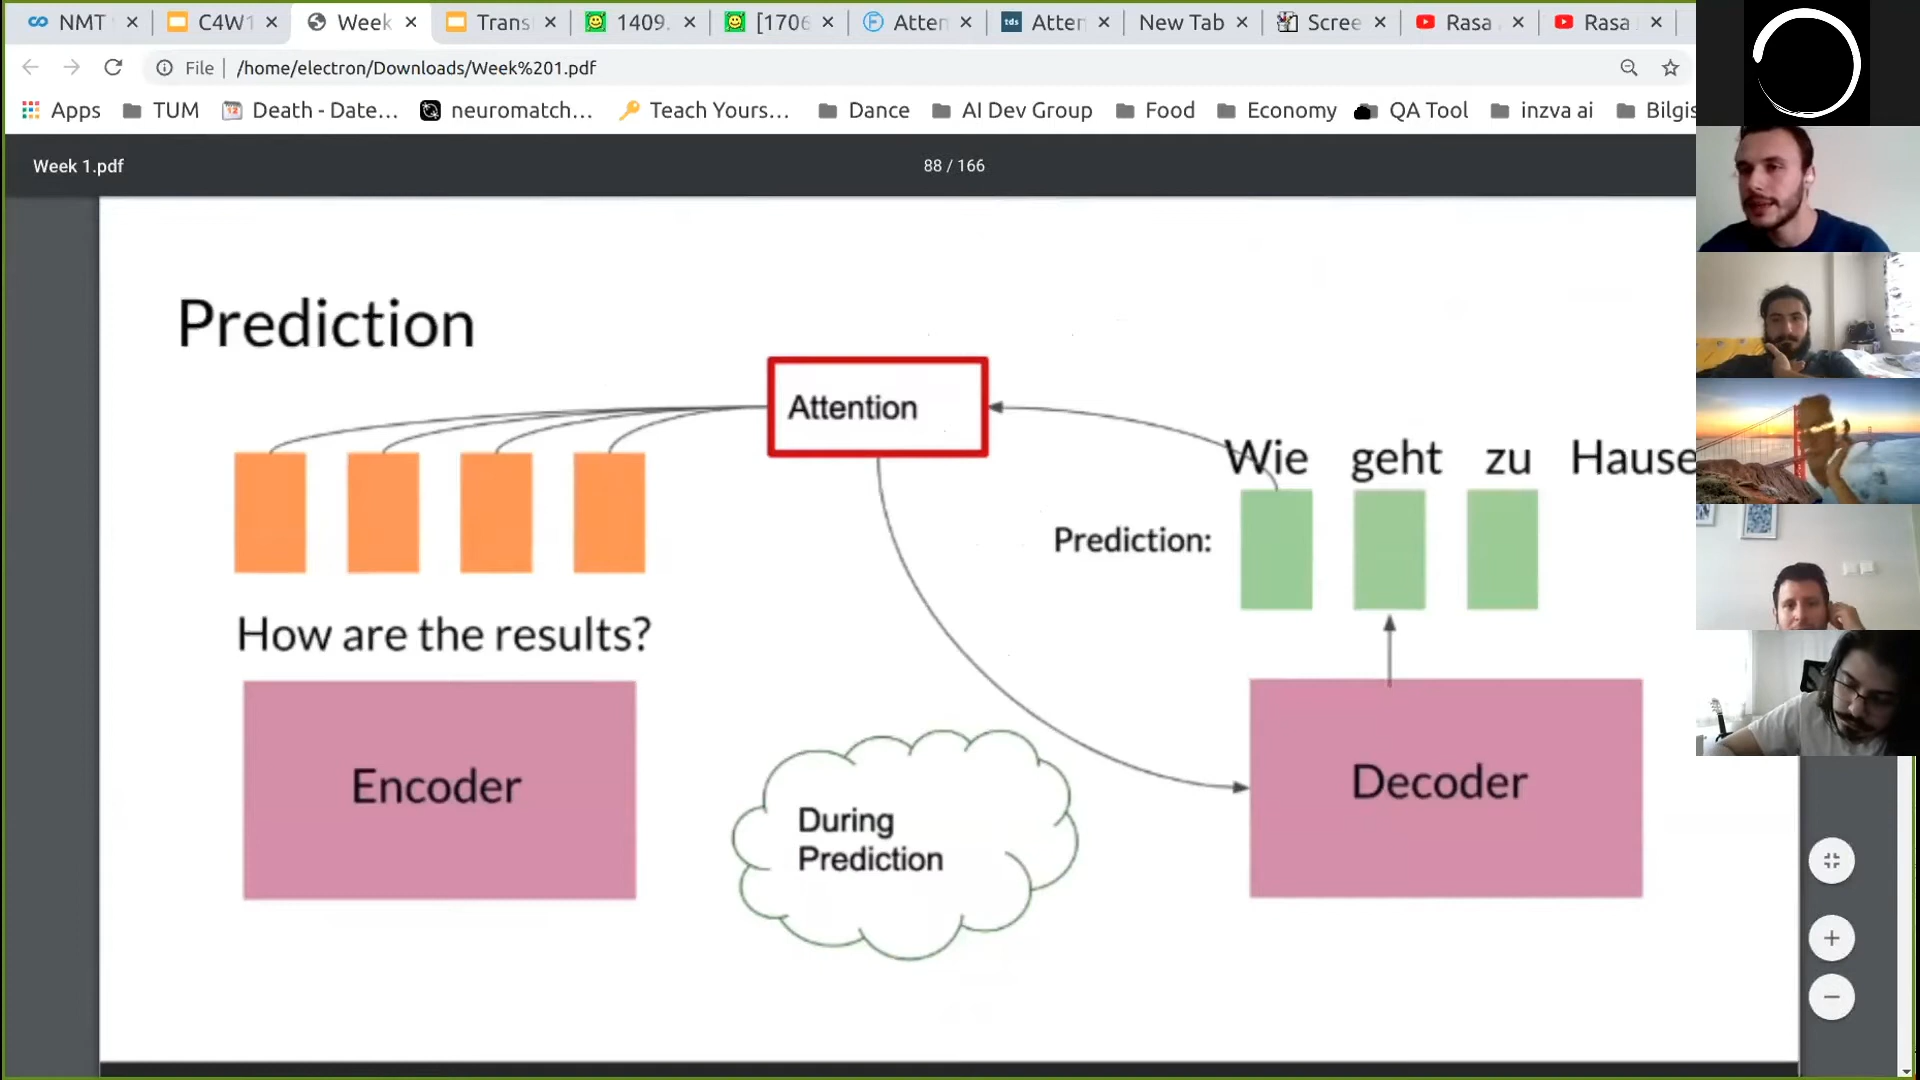 NMT C4W1 Week Trans 1409. [1706 Atten Atten New Tab Scree Rasa Rasa
File /home/electron/Downloads/Week%201.pdf
Apps TUM Death - Date... neuromatch... Teach Yours... Dance AI Dev Group Food Economy QA Tool inzva ai Bilgis
Week 1.pdf 88 / 166
Prediction
Attention
Wie geht zu Hause
Prediction:
How are the results?
Encoder
Decoder
During
Prediction